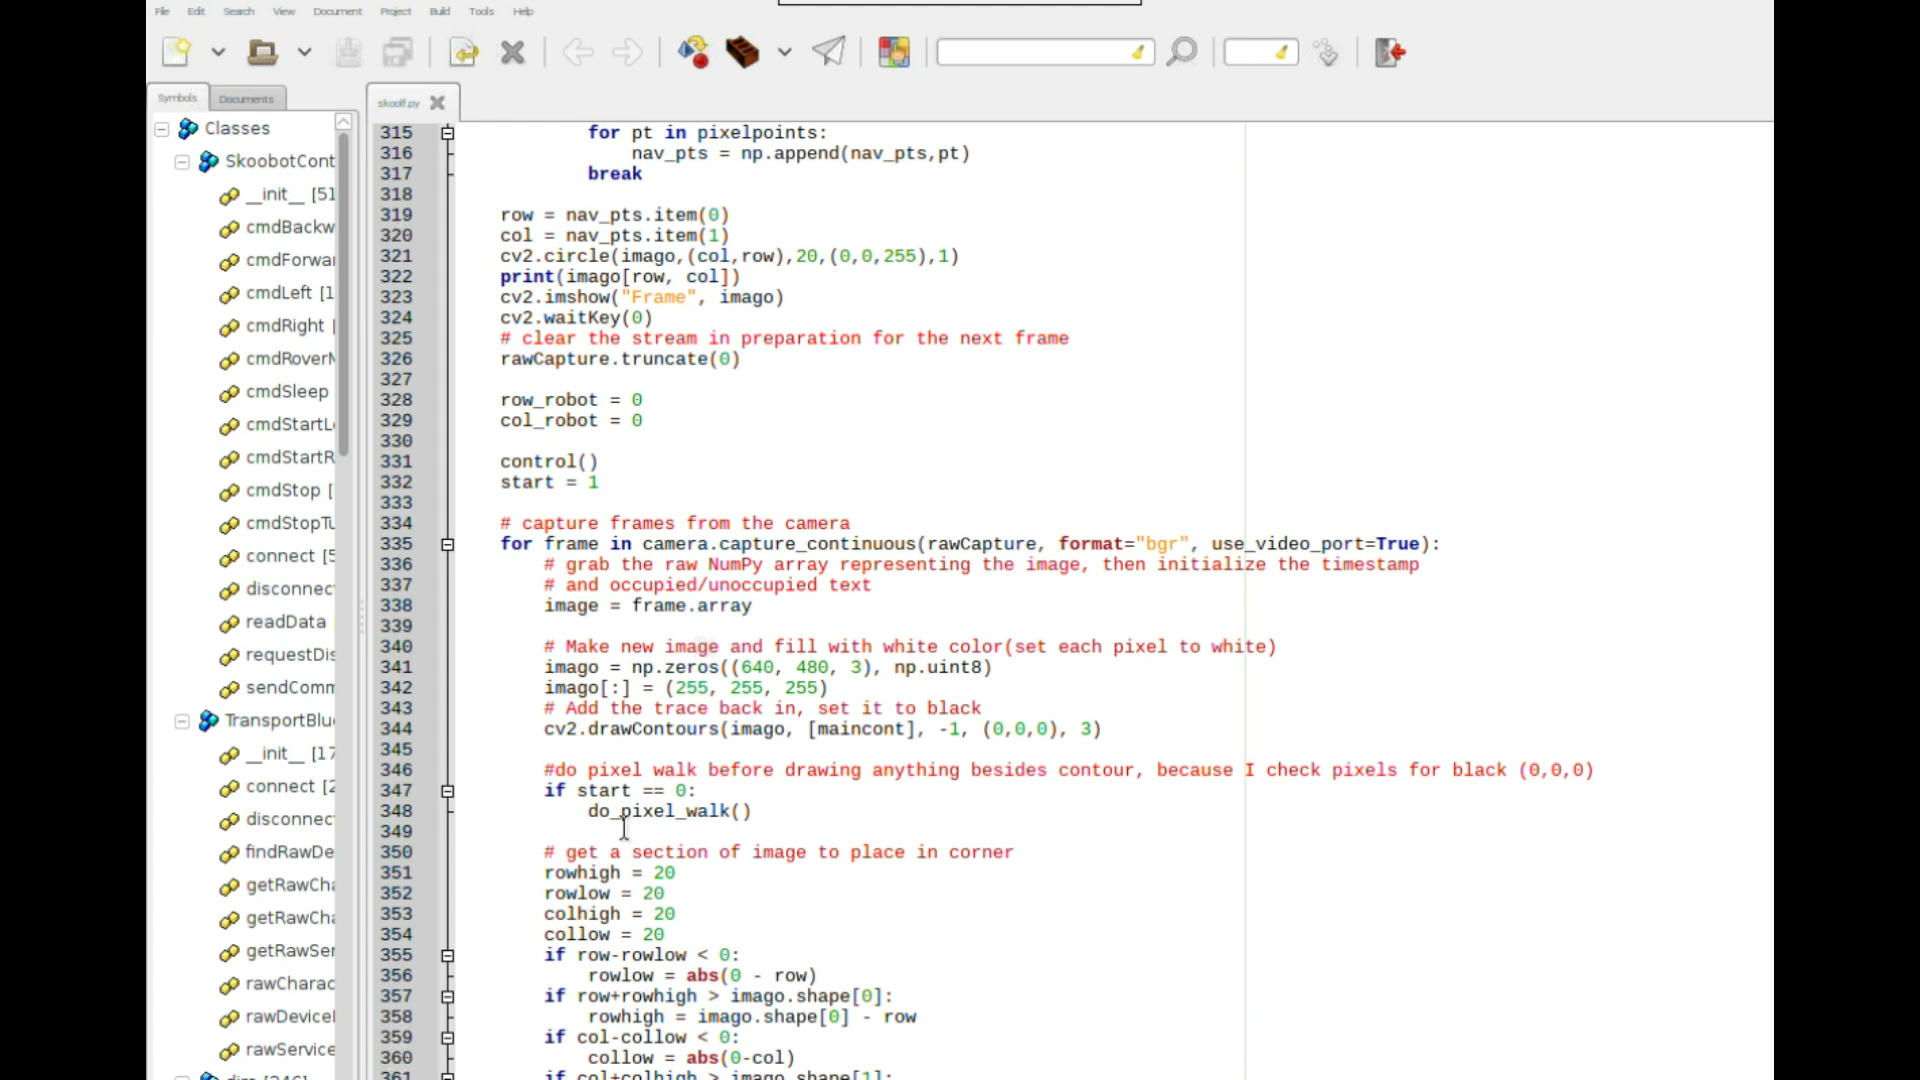 File Edit Search View Document Project Build Tools Help
Symbols Documents
skoolf.py
Classes
SkoobotCont
__init__ [51
cmdBackw
cmdForwar
cmdLeft [1
cmdRight [
cmdRoverM
cmdSleep
cmdStartL
cmdStartR
cmdStop [
cmdStopTu
connect [5
disconnec
readData
requestDis
sendComm
TransportBlu
__init__ [17
connect [2
disconnec
findRawDe
getRawCha
getRawCha
getRawSer
rawCharac
rawDevice
rawService
315 for pt in pixelpoints:
316 nav_pts = np.append(nav_pts,pt)
317 break
318
319 row = nav_pts.item(0)
320 col = nav_pts.item(1)
321 cv2.circle(imago,(col,row),20,(0,0,255),1)
322 print(imago[row, col])
323 cv2.imshow("Frame", imago)
324 cv2.waitKey(0)
325 # clear the stream in preparation for the next frame
326 rawCapture.truncate(0)
327
328 row_robot = 0
329 col_robot = 0
330
331 control()
332 start = 1
333
334 # capture frames from the camera
335 for frame in camera.capture_continuous(rawCapture, format="bgr", use_video_port=True):
336 # grab the raw NumPy array representing the image, then initialize the timestamp
337 # and occupied/unoccupied text
338 image = frame.array
339
340 # Make new image and fill with white color(set each pixel to white)
341 imago = np.zeros((640, 480, 3), np.uint8)
342 imago[:] = (255, 255, 255)
343 # Add the trace back in, set it to black
344 cv2.drawContours(imago, [maincont], -1, (0,0,0), 3)
345
346 #do pixel walk before drawing anything besides contour, because I check pixels for black (0,0,0)
347 if start == 0:
348 do_pixel_walk()
349
350 # get a section of image to place in corner
351 rowhigh = 20
352 rowlow = 20
353 colhigh = 20
354 collow = 20
355 if row-rowlow < 0:
356 rowlow = abs(0 - row)
357 if row+rowhigh > imago.shape[0]:
358 rowhigh = imago.shape[0] - row
359 if col-collow < 0:
360 collow = abs(0-col)
361 if col+colhigh > imago.shape[1]: